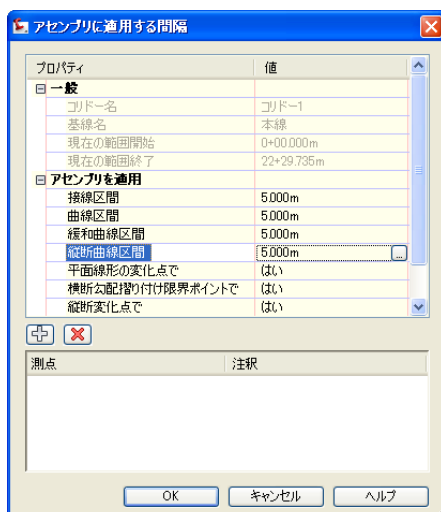 アセンブリに適用する間隔
プロパティ 値
一般
コリドー名 コリドー1
基線名 本線
現在の範囲開始 0+00.000m
現在の範囲終了 22+29.735m
アセンブリを適用
接線区間 5.000m
曲線区間 5.000m
緩和曲線区間 5.000m
縦断曲線区間 5.000m ...
平面線形の変化点で はい
横断勾配摺り付け限界ポイントで はい
縦断変化点で はい
測点 注釈
OK キャンセル ヘルプ